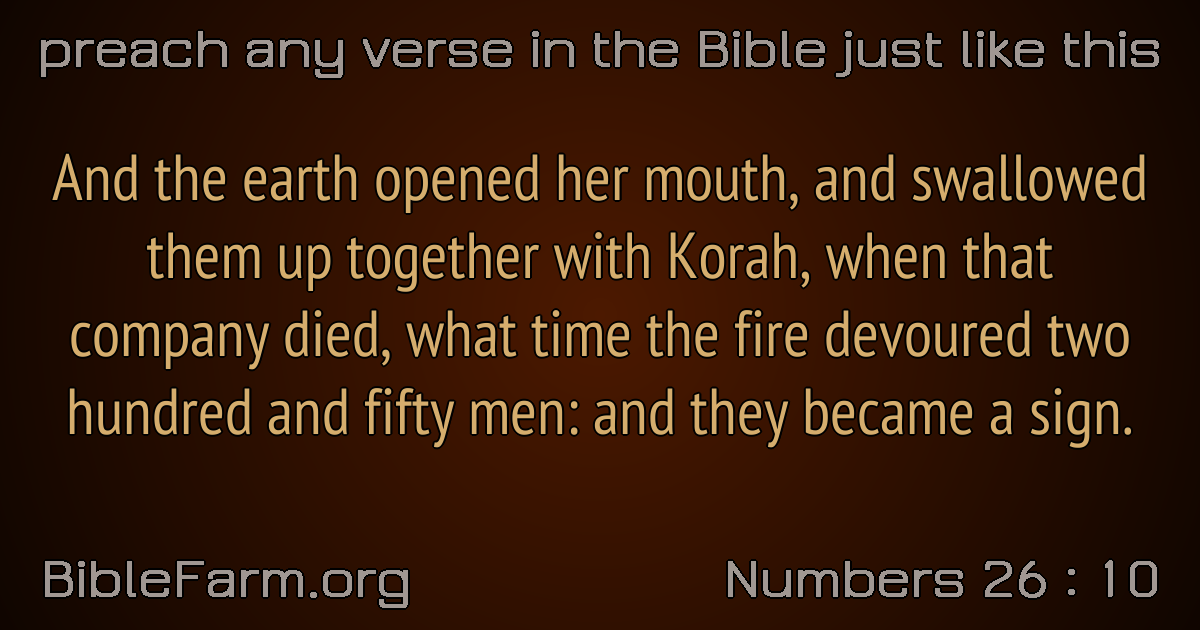 preach any verse in the Bible just like this
And the earth opened her mouth, and swallowed
them up together with Korah, when that
company died, what time the fire devoured two
hundred and fifty men: and they became a sign.
BibleFarm.org
Numbers 26 : 10